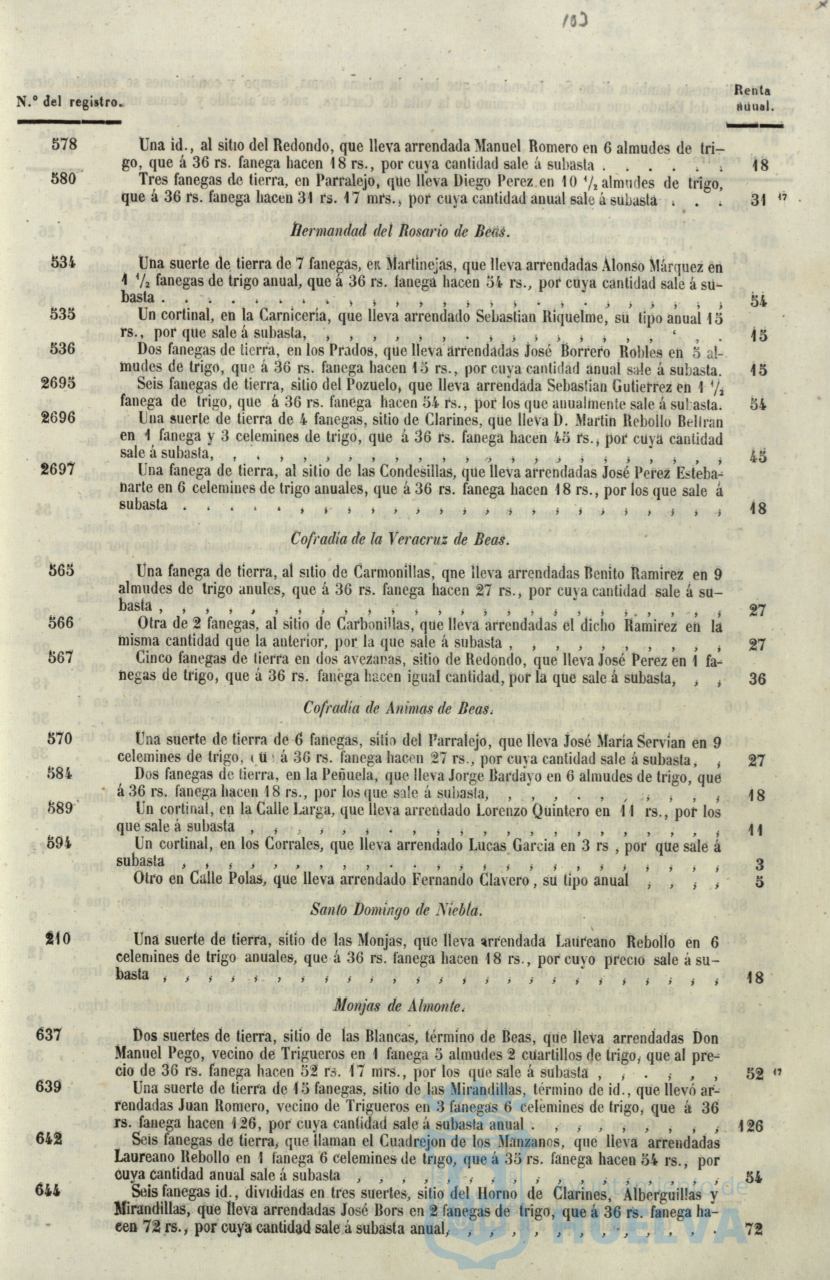 193
N.º del registro.
Renta
anual.
578 Una id., al sitio del Redondo, que lleva arrendada Manuel Romero en 6 almudes de tri-
go, que á 36 rs. fanega hacen 18 rs., por cuya cantidad sale á subasta . . . . . . 18
580 Tres fanegas de tierra, en Parralejo, que lleva Diego Perez en 10 1/2 almudes de trigo,
que á 36 rs. fanega hacen 31 rs. 17 mrs., por cuya cantidad anual sale á subasta . . . 31 17
Hermandad del Rosario de Beas.
534 Una suerte de tierra de 7 fanegas, en Martinejas, que lleva arrendadas Alonso Márquez en
1 1/2 fanegas de trigo anual, que á 36 rs. fanega hacen 54 rs., por cuya cantidad sale á su-
basta . . . . . . . . , , , , , , , , , , , , , , , , 54
535 Un cortinal, en la Carniceria, que lleva arrendado Sebastian Riquelme, su tipo anual 15
rs., por que sale á subasta, , , , , , , , , , , , , , , , , 15
536 Dos fanegas de tierra, en los Prados, que lleva arrendadas José Borrero Robles en 5 al-
mudes de trigo, que á 36 rs. fanega hacen 15 rs., por cuya cantidad anual sale á subasta. 15
2695 Seis fanegas de tierra, sitio del Pozuelo, que lleva arrendada Sebastian Gutierrez en 1 1/2
fanega de trigo, que á 36 rs. fanega hacen 54 rs., por los que anualmente sale á subasta. 54
2696 Una suerte de tierra de 4 fanegas, sitio de Clarines, que lleva D. Martin Rebollo Beltran
en 1 fanega y 3 celemines de trigo, que á 36 rs. fanega hacen 45 rs., por cuya cantidad
sale á subasta, , , , , , , , , , , , , , , , , , , , , 45
2697 Una fanega de tierra, al sitio de las Condesillas, que lleva arrendadas José Perez Esteba-
narte en 6 celemines de trigo anuales, que á 36 rs. fanega hacen 18 rs., por los que sale á
subasta . . . . . , , , , , , , , , , , , , , , , , , 18
Cofradía de la Veracruz de Beas.
565 Una fanega de tierra, al sitio de Carmonillas, qne lleva arrendadas Benito Ramirez en 9
almudes de trigo anules, que á 36 rs. fanega hacen 27 rs., por cuya cantidad sale á su-
basta , , , , , , , , , , , , , , , , , , , , , , , , 27
566 Otra de 2 fanegas, al sitio de Carbonillas, que lleva arrendadas el dicho Ramirez en la
misma cantidad que la anterior, por la que sale á subasta , , , , , , , , , , 27
567 Cinco fanegas de tierra en dos avezanas, sitio de Redondo, que lleva José Perez en 1 fa-
negas de trigo, que á 36 rs. fanega hacen igual cantidad, por la que sale á subasta, , , 36
Cofradía de Animas de Beas.
570 Una suerte de tierra de 6 fanegas, sitio del Parralejo, que lleva José Maria Servian en 9
celemines de trigo, á 36 rs. fanega hacen 27 rs., por cuya cantidad sale á subasta, , 27
584 Dos fanegas de tierra, en la Peñuela, que lleva Jorge Bardayo en 6 almudes de trigo, que
á 36 rs. fanega hacen 18 rs., por los que sale á subasta, , , , . , , , , , , 18
589 Un cortinal, en la Calle Larga, que lleva arrendado Lorenzo Quintero en 11 rs., por los
que sale á subasta , , , , , , . , , , , , , , , , , , , , 11
594 Un cortinal, en los Corrales, que lleva arrendado Lucas Garcia en 3 rs , por que sale á
subasta , , , , , , , , . . , , , , , , , , , , , , , 3
Otro en Calle Polas, que lleva arrendado Fernando Clavero, su tipo anual , , , , 5
Santo Domingo de Niebla.
210 Una suerte de tierra, sitio de las Monjas, que lleva arrendada Laureano Rebollo en 6
celemines de trigo anuales, que á 36 rs. fanega hacen 18 rs., por cuyo precio sale á su-
basta , , , , , , , , , , , , , , , , , , , , , , , , 18
Monjas de Almonte.
637 Dos suertes de tierra, sitio de las Blancas, término de Beas, que lleva arrendadas Don
Manuel Pego, vecino de Trigueros en 1 fanega 5 almudes 2 cuartillos de trigo, que al pre-
cio de 36 rs. fanega hacen 52 rs. 17 mrs., por los que sale á subasta , , . , , , 52 17
639 Una suerte de tierra de 15 fanegas, sitio de las Mirandillas, término de id., que llevó ar-
rendadas Juan Romero, vecino de Trigueros en 3 fanegas 6 celemines de trigo, que á 36
rs. fanega hacen 126, por cuya cantidad sale á subasta anual . , , , , , , , , 126
642 Seis fanegas de tierra, que llaman el Cuadrejon de los Manzanos, que lleva arrendadas
Laureano Rebollo en 1 fanega 6 celemines de trigo, que á 35 rs. fanega hacen 54 rs., por
cuya cantidad anual sale á subasta , , , , , , , , , , , , , , , , 54
644 Seis fanegas id., divididas en tres suertes, sitio del Horno de Clarines, Alberguillas y
Mirandillas, que lleva arrendadas José Bors en 2 fanegas de trigo, que á 36 rs. fanega ha-
cen 72 rs., por cuya cantidad sale á subasta anual, , , , , , , , , , , . 72
HUELVA